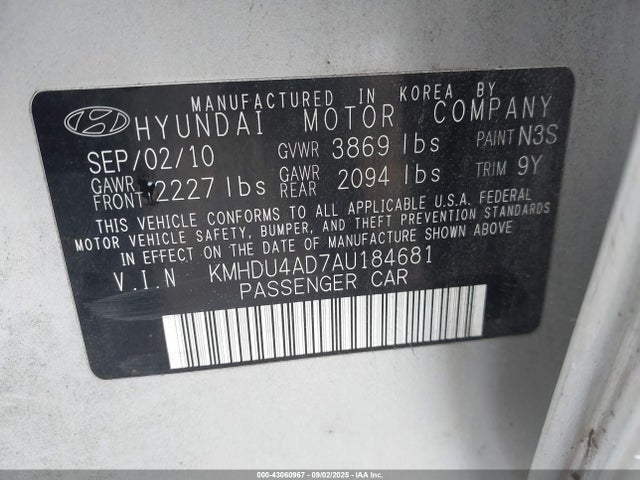 MANUFACTURED IN KOREA BY
HYUNDAI MOTOR COMPANY
SEP/02/10 GVWR 3869 lbs PAINT N3S
GAWR FRONT 2227 lbs GAWR REAR 2094 lbs TRIM 9Y
THIS VEHICLE CONFORMS TO ALL APPLICABLE U.S.A. FEDERAL
MOTOR VEHICLE SAFETY, BUMPER, AND THEFT PREVENTION STANDARDS
IN EFFECT ON THE DATE OF MANUFACTURE SHOWN ABOVE.
V.I.N KMHDU4AD7AU184681
PASSENGER CAR
000-43060967 · 09/02/2025 · IAAI.COM